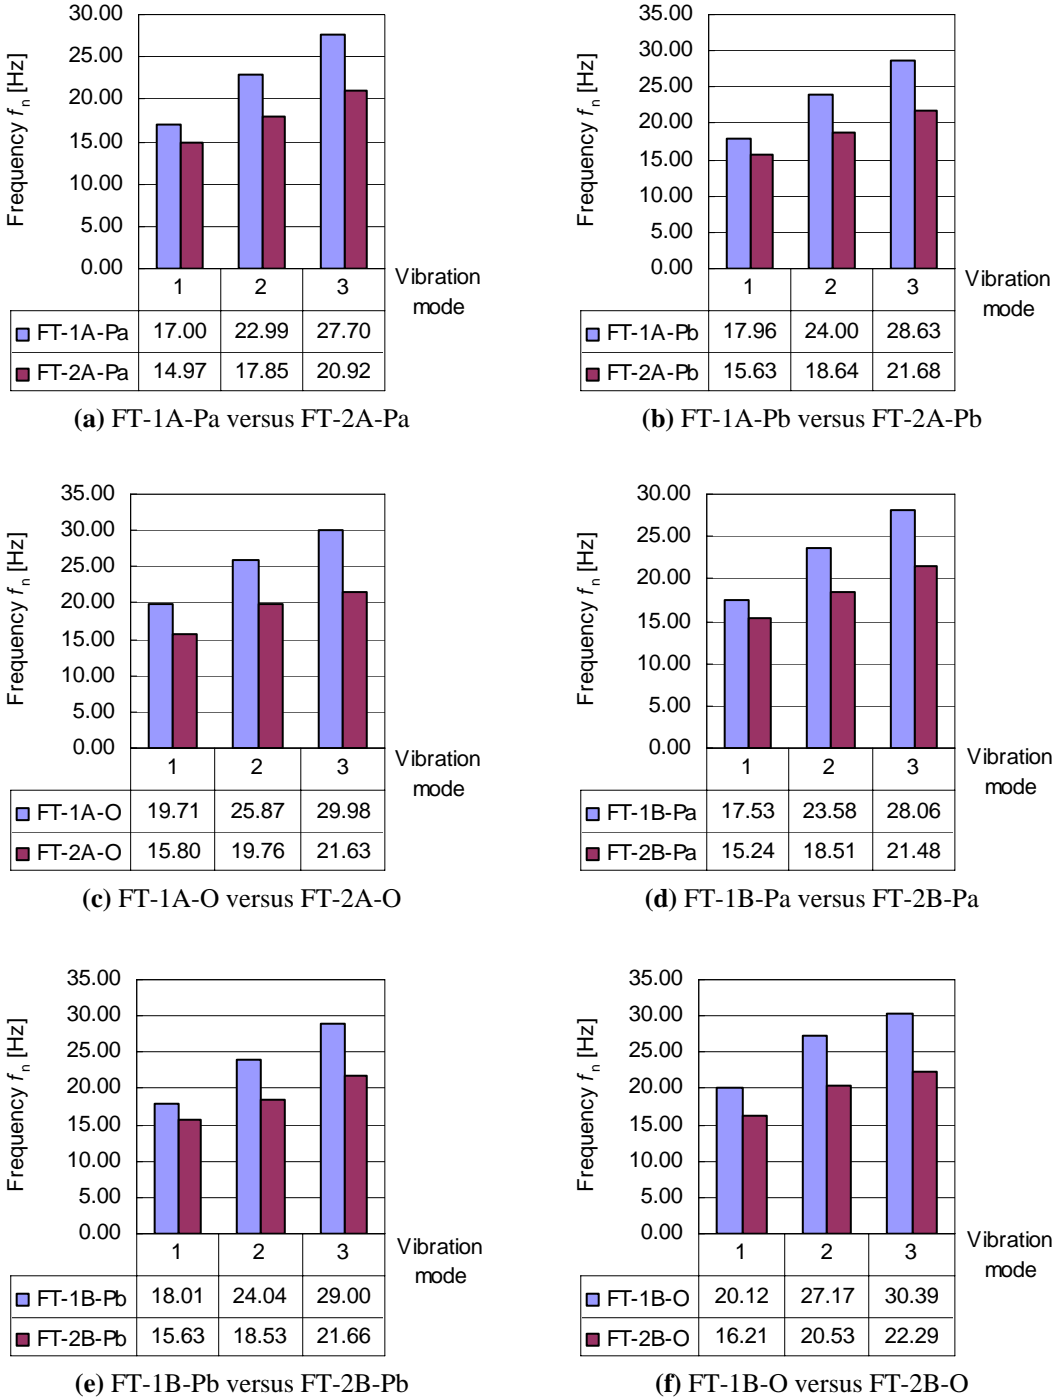 30.00
25.00
20.00
15.00
10.00
5.00
0.00
Frequency fn [Hz]
1 2 3
Vibration
mode
FT-1A-Pa 17.00 22.99 27.70
FT-2A-Pa 14.97 17.85 20.92
(a) FT-1A-Pa versus FT-2A-Pa
35.00
30.00
25.00
20.00
15.00
10.00
5.00
0.00
Frequency fn [Hz]
1 2 3
Vibration
mode
FT-1A-Pb 17.96 24.00 28.63
FT-2A-Pb 15.63 18.64 21.68
(b) FT-1A-Pb versus FT-2A-Pb
35.00
30.00
25.00
20.00
15.00
10.00
5.00
0.00
Frequency fn [Hz]
1 2 3
Vibration
mode
FT-1A-O 19.71 25.87 29.98
FT-2A-O 15.80 19.76 21.63
(c) FT-1A-O versus FT-2A-O
30.00
25.00
20.00
15.00
10.00
5.00
0.00
Frequency fn [Hz]
1 2 3
Vibration
mode
FT-1B-Pa 17.53 23.58 28.06
FT-2B-Pa 15.24 18.51 21.48
(d) FT-1B-Pa versus FT-2B-Pa
35.00
30.00
25.00
20.00
15.00
10.00
5.00
0.00
Frequency fn [Hz]
1 2 3
Vibration
mode
FT-1B-Pb 18.01 24.04 29.00
FT-2B-Pb 15.63 18.53 21.66
(e) FT-1B-Pb versus FT-2B-Pb
35.00
30.00
25.00
20.00
15.00
10.00
5.00
0.00
Frequency fn [Hz]
1 2 3
Vibration
mode
FT-1B-O 20.12 27.17 30.39
FT-2B-O 16.21 20.53 22.29
(f) FT-1B-O versus FT-2B-O